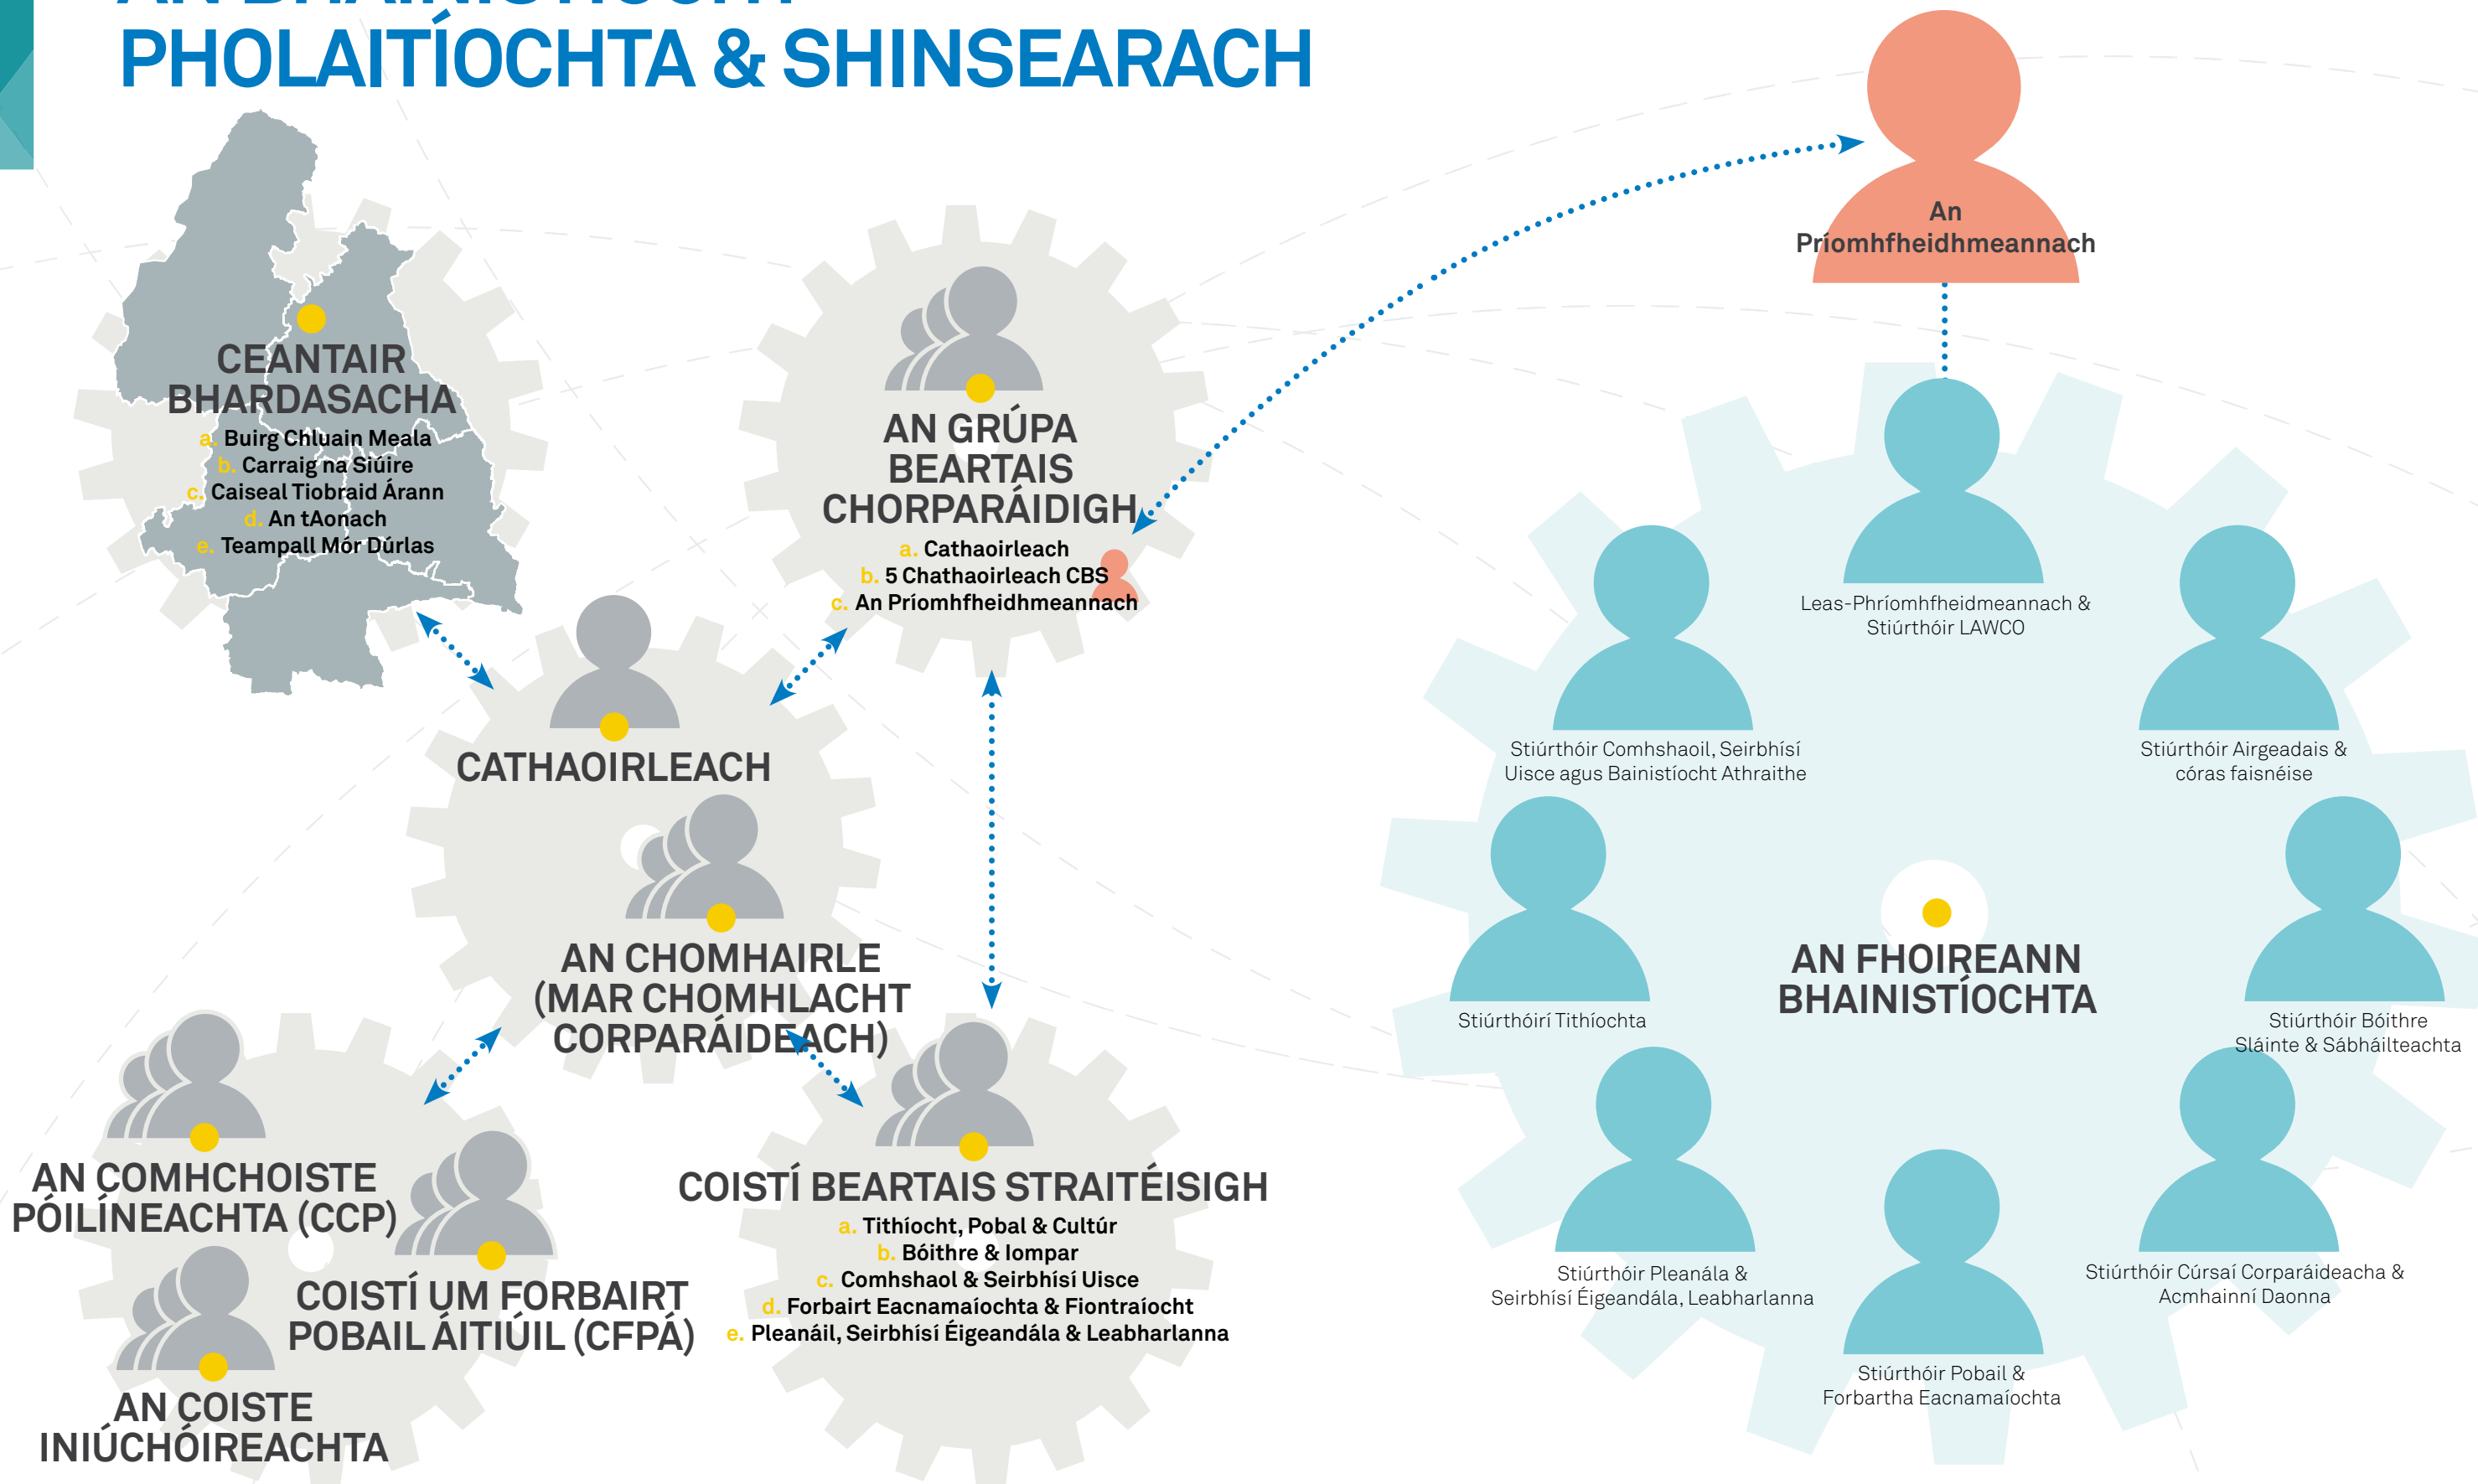 PHOLAITÍOCHTA & SHINSEARACH
CEANTAIR
BHARDASACHA
a. Buirg Chluain Meala
b. Carraig na Siúire
c. Caiseal Tiobraid Árann
d. An tAonach
e. Teampall Mór Dúrlas
AN GRÚPA
BEARTAIS
CHORPARÁIDIGH
a. Cathaoirleach
b. 5 Chathaoirleach CBS
c. An Príomhfheidhmeannach
CATHAOIRLEACH
AN CHOMHAIRLE
(MAR CHOMHLACHT
CORPARÁIDEACH)
AN COMHCHOISTE
PÓILÍNEACHTA (CCP)
COISTÍ UM FORBAIRT
POBAIL ÁITIÚIL (CFPÁ)
AN COISTE
INIÚCHÓIREACHTA
COISTÍ BEARTAIS STRAITÉISIGH
a. Tithíocht, Pobal & Cultúr
b. Bóithre & Iompar
c. Comhshaol & Seirbhísí Uisce
d. Forbairt Eacnamaíochta & Fiontraíocht
e. Pleanáil, Seirbhísí Éigeandála & Leabharlanna
An
Príomhfheidhmeannach
Leas-Phríomhfheidmeannach &
Stiúrthóir LAWCO
Stiúrthóir Comhshaoil, Seirbhísí
Uisce agus Bainistíocht Athraithe
Stiúrthóir Airgeadais &
córas faisnéise
Stiúrthóirí Tithíochta
AN FHOIREANN
BHAINISTÍOCHTA
Stiúrthóir Bóithre
Sláinte & Sábháilteachta
Stiúrthóir Pleanála &
Seirbhísí Éigeandála, Leabharlanna
Stiúrthóir Cúrsaí Corparáideacha &
Acmhainní Daonna
Stiúrthóir Pobail &
Forbartha Eacnamaíochta